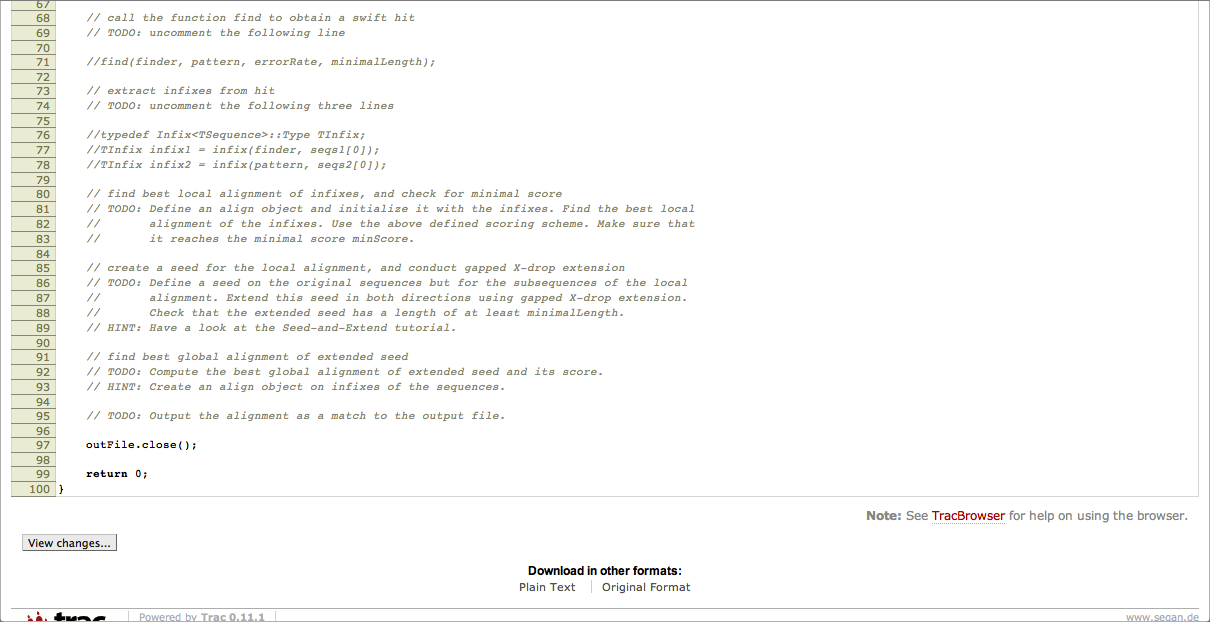 67
68 // call the function find to obtain a swift hit
69 // TODO: uncomment the following line
70
71 //find(finder, pattern, errorRate, minimalLength);
72
73 // extract infixes from hit
74 // TODO: uncomment the following three lines
75
76 //typedef Infix<TSequence>::Type TInfix;
77 //TInfix infix1 = infix(finder, seqs1[0]);
78 //TInfix infix2 = infix(pattern, seqs2[0]);
79
80 // find best local alignment of infixes, and check for minimal score
81 // TODO: Define an align object and initialize it with the infixes. Find the best local
82 // alignment of the infixes. Use the above defined scoring scheme. Make sure that
83 // it reaches the minimal score minScore.
84
85 // create a seed for the local alignment, and conduct gapped X-drop extension
86 // TODO: Define a seed on the original sequences but for the subsequences of the local
87 // alignment. Extend this seed in both directions using gapped X-drop extension.
88 // Check that the extended seed has a length of at least minimalLength.
89 // HINT: Have a look at the Seed-and-Extend tutorial.
90
91 // find best global alignment of extended seed
92 // TODO: Compute the best global alignment of extended seed and its score.
93 // HINT: Create an align object on infixes of the sequences.
94
95 // TODO: Output the alignment as a match to the output file.
96
97 outFile.close();
98
99 return 0;
100 }
Note: See TracBrowser for help on using the browser.
View changes...
Download in other formats:
Plain Text Original Format
trac Powered by Trac 0.11.1 www.seqan.de